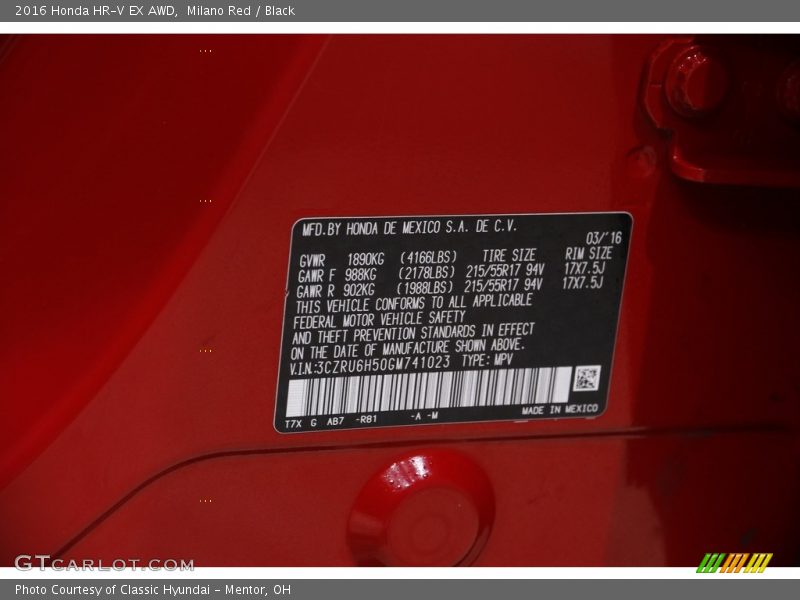 2016 Honda HR-V EX AWD,  Milano Red / Black
MFD.BY HONDA DE MEXICO S.A. DE C.V.
03/'16
GVWR 1890KG (4166LBS) TIRE SIZE RIM SIZE
GAWR F 988KG (2178LBS) 215/55R17 94V 17X7.5J
GAWR R 902KG (1988LBS) 215/55R17 94V 17X7.5J
THIS VEHICLE CONFORMS TO ALL APPLICABLE
FEDERAL MOTOR VEHICLE SAFETY
AND THEFT PREVENTION STANDARDS IN EFFECT
ON THE DATE OF MANUFACTURE SHOWN ABOVE.
V.I.N.:3CZRU6H50GM741023 TYPE: MPV
T7X G AB7 -R81 -A -M MADE IN MEXICO
GTCARLOT.COM
Photo Courtesy of Classic Hyundai - Mentor, OH